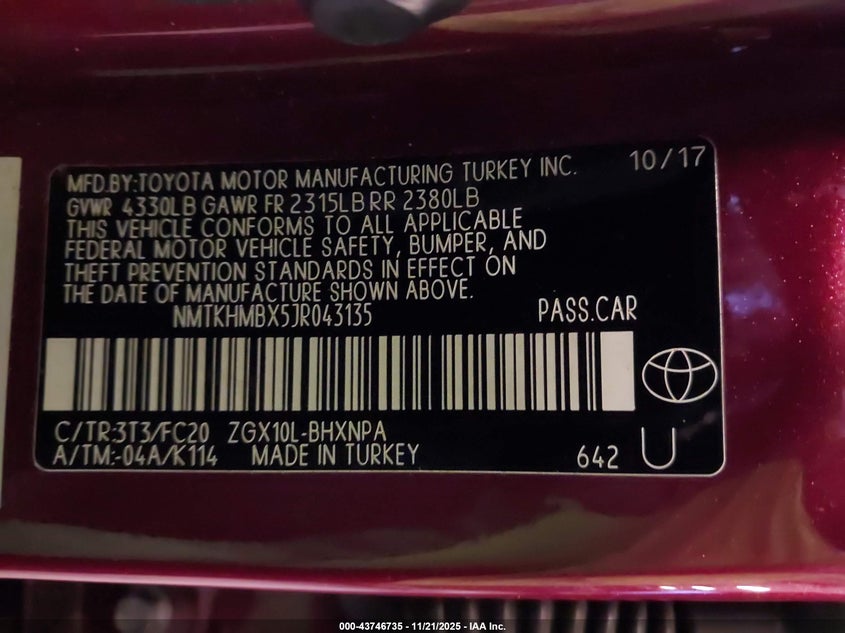 MFD.BY:TOYOTA MOTOR MANUFACTURING TURKEY INC. 10/17
GVWR 4330LB GAWR FR 2315LB RR 2380LB
THIS VEHICLE CONFORMS TO ALL APPLICABLE
FEDERAL MOTOR VEHICLE SAFETY, BUMPER, AND
THEFT PREVENTION STANDARDS IN EFFECT ON
THE DATE OF MANUFACTURE SHOWN ABOVE.
NMTKHMBX5JR043135 PASS.CAR
C/TR:3T3/FC20 ZGX10L-BHXNPA
A/TM:-04A/K114 MADE IN TURKEY 642 U
000-43746735 - 11/21/2025 - IAA Inc.